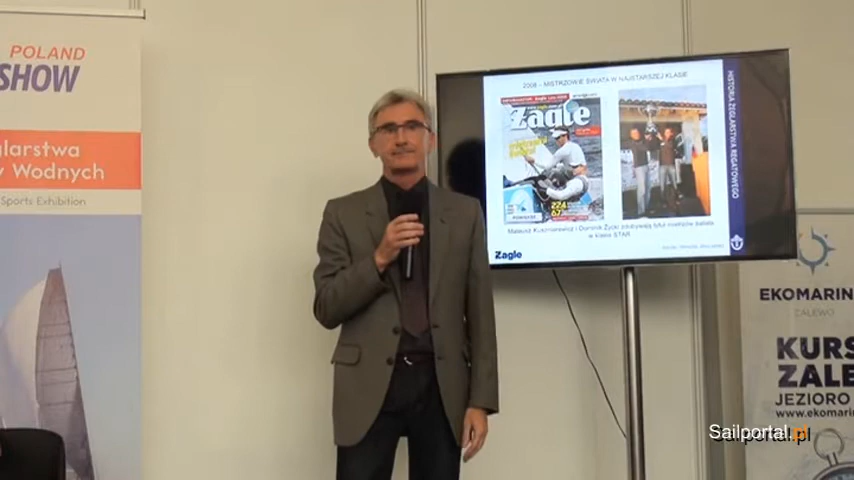 POLAND
SHOW
glarstwa
y Wodnych
Sports Exhibition
2008 – MISTRZOWIE ŚWIATA W NAJSTARSZEJ KLASIE
Żagle
224
67
Mateusz Kusznierewicz i Dominik Życki zdobywają tytuł mistrzów świata
w klasie STAR
Żagle
HISTORIA ŻEGLARSTWA REGATOWEGO
EKOMARIN
ZALEWO
KURS
ZALE
JEZIORO
www.ekomarin
Sailportal.pl